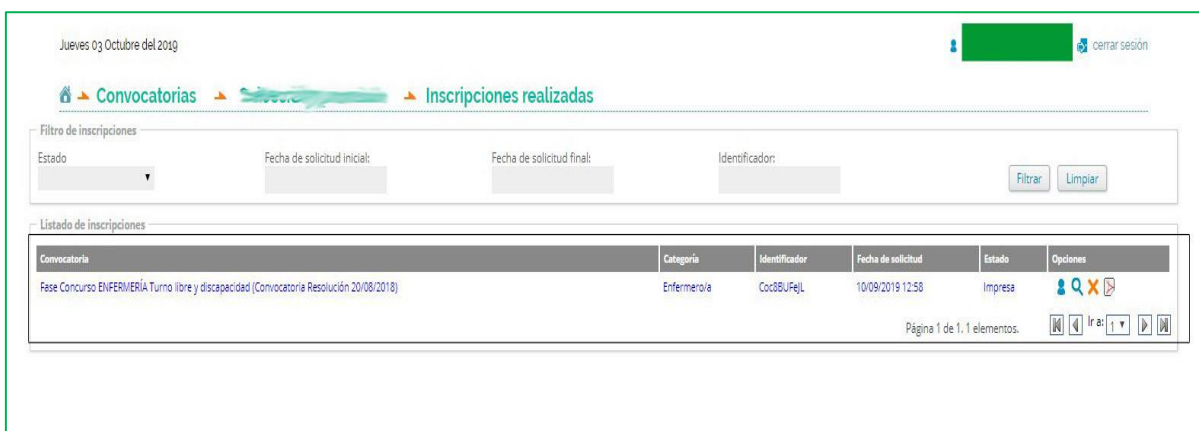 Jueves 03 Octubre del 2019
cerrar sesión
Convocatorias Inscripciones realizadas
Filtro de inscripciones
Estado Fecha de solicitud inicial: Fecha de solicitud final: Identificador:
Filtrar Limpiar
Listado de inscripciones
Convocatoria Categoría Identificador Fecha de solicitud Estado Opciones
Fase Concurso ENFERMERÍA Turno libre y discapacidad (Convocatoria Resolución 20/08/2018) Enfermero/a Coc8BUFeJL 10/09/2019 12:58 Impresa
Página 1 de 1. 1 elementos. Ir a: 1